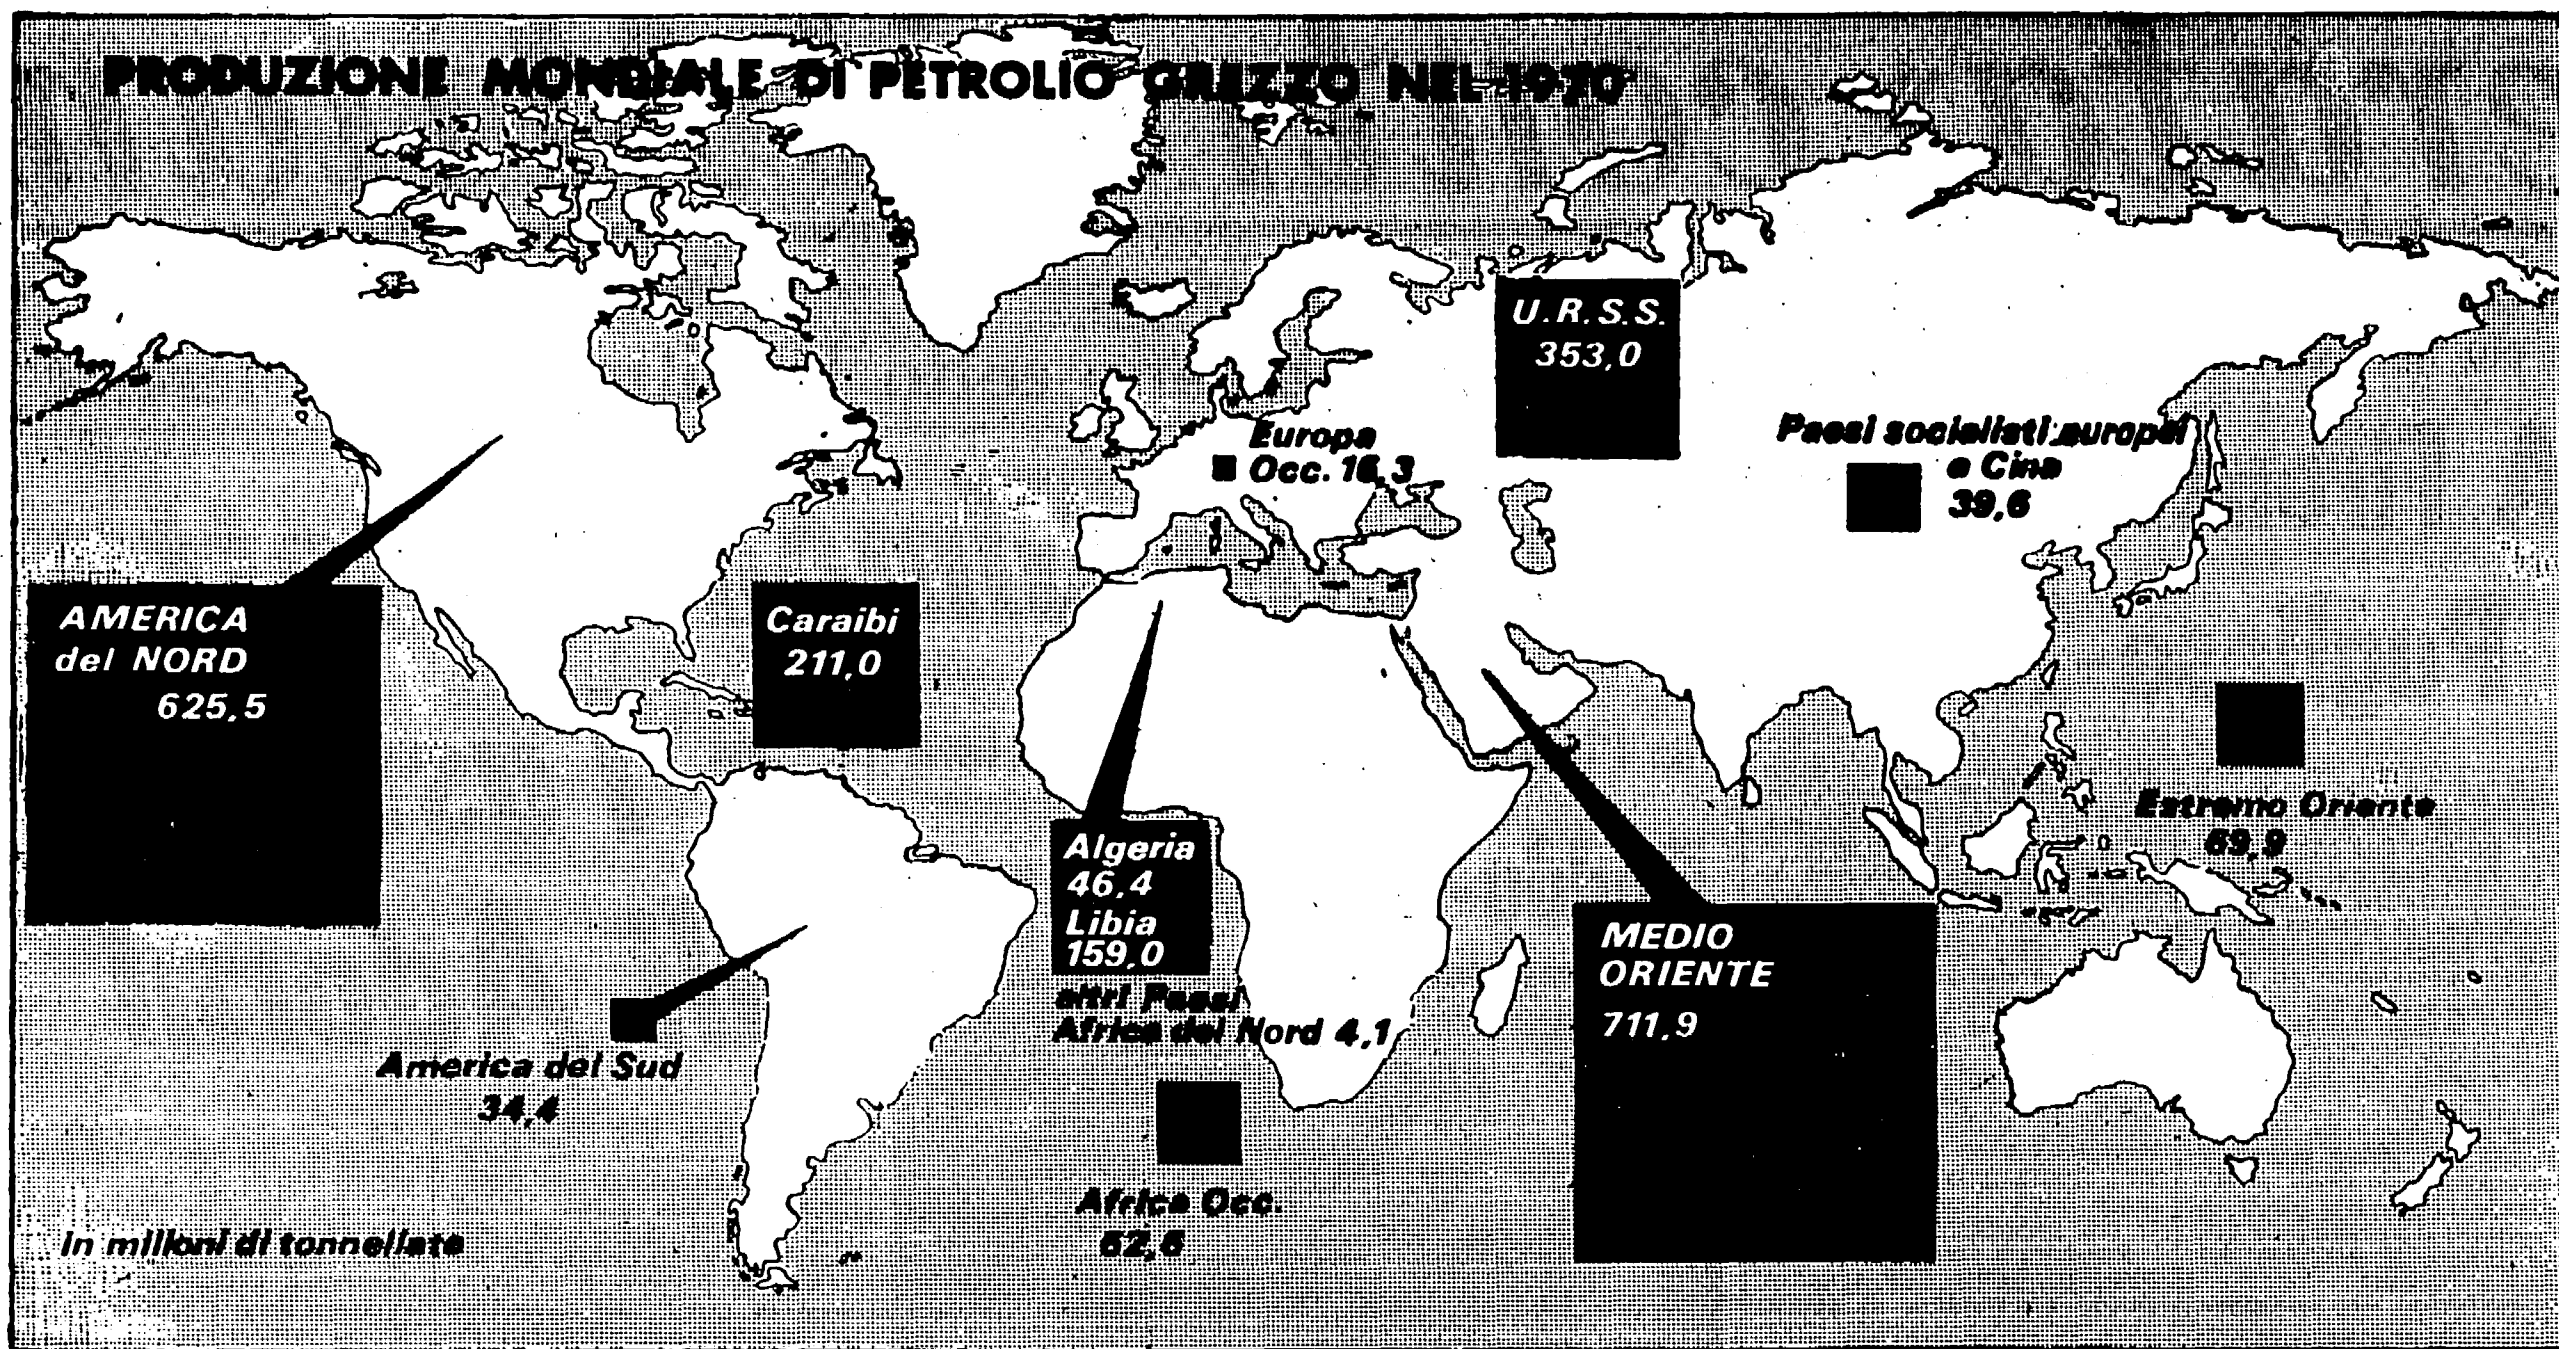 PRODUZIONE MONDIALE DI PETROLIO GREZZO NEL 1970
U.R.S.S.
353,0
Europa
Occ. 16,3
Paesi socialisti europei
e Cina
39,6
AMERICA
del NORD
625,5
Caraibi
211,0
Estremo Oriente
69,9
Algeria
46,4
Libia
159,0
altri Paesi
Africa del Nord 4,1
MEDIO
ORIENTE
711,9
America del Sud
34,4
Africa Occ.
in milioni di tonnellate